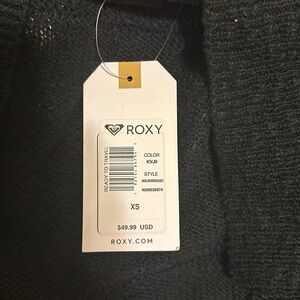 ROXY
READY TO TRAVEL
COLOR
KVJ0
STYLE
XS
$49.99 USD
ROXY.COM